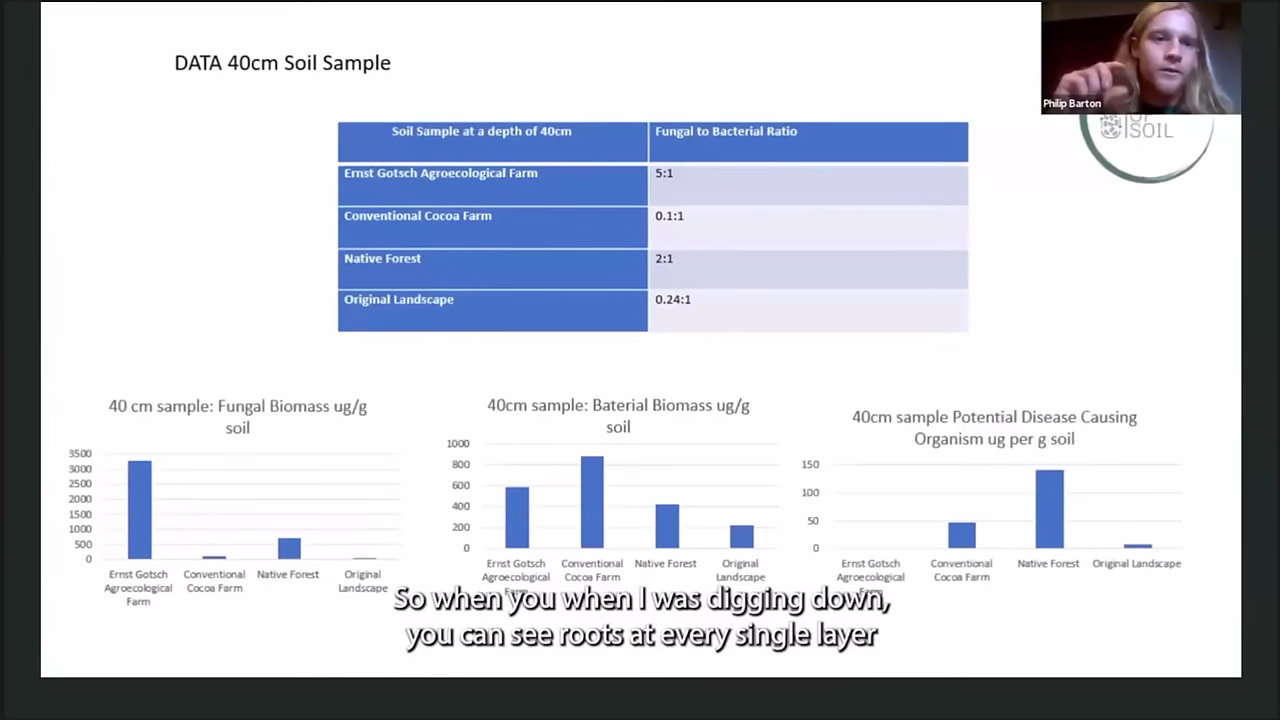 DATA 40cm Soil Sample
Philip Barton
SOIL
Soil Sample at a depth of 40cm
Fungal to Bacterial Ratio
Ernst Gotsch Agroecological Farm
5:1
Conventional Cocoa Farm
0.1:1
Native Forest
2:1
Original Landscape
0.24:1
40 cm sample: Fungal Biomass ug/g
soil
3500
3000
2500
2000
1500
1000
500
0
Ernst Gotsch
Agroecological
Farm
Conventional
Cocoa Farm
Native Forest
Original
Landscape
40cm sample: Baterial Biomass ug/g
soil
1000
800
600
400
200
0
Ernst Gotsch
Agroecological
Conventional
Cocoa Farm
Native Forest
Original
Landscape
40cm sample Potential Disease Causing
Organism ug per g soil
150
100
50
0
Ernst Gotsch
Agroecological
Conventional
Cocoa Farm
Native Forest
Original Landscape
So when you when I was digging down,
you can see roots at every single layer